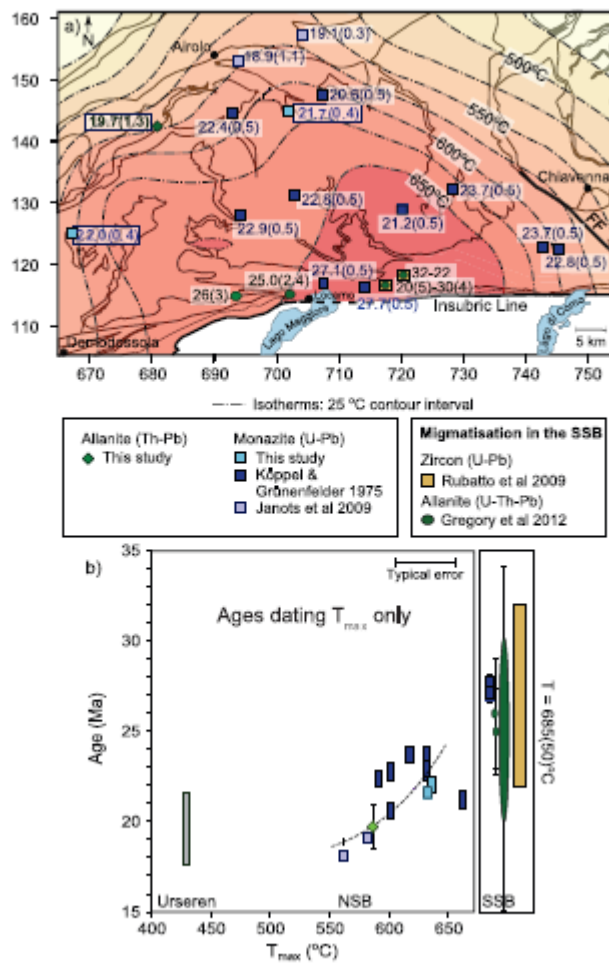 a)
N
160
150
140
130
120
110
670
680
690
700
710
720
730
740
750
Airolo
19.1(0.3)
18.9(1.1)
500°C
20.6(0.5)
21.7(0.4)
19.7(1.3)
22.4(0.5)
550°C
600°C
Chiavenna
650°C
22.8(0.5)
23.7(0.5)
22.0(0.4)
22.9(0.5)
21.2(0.5)
FF
23.7(0.5)
22.8(0.5)
27.1(0.5)
32-22
25.0(2.4)
26(3)
20(5)-30(4)
Locarno
27.7(0.5)
Insubric Line
Lago Maggiore
Lago di Como
Domodossola
5 km
Isotherms: 25 ºC contour interval
Allanite (Th-Pb)
This study
Monazite (U-Pb)
This study
Köppel &
Grünenfelder 1975
Janots et al 2009
Migmatisation in the SSB
Zircon (U-Pb)
Rubatto et al 2009
Allanite (U-Th-Pb)
Gregory et al 2012
b)
35
30
25
20
15
Age (Ma)
Typical error
Ages dating Tmax only
T = 685(50)ºC
Urseren
NSB
SSB
400
450
500
550
600
650
Tmax (ºC)